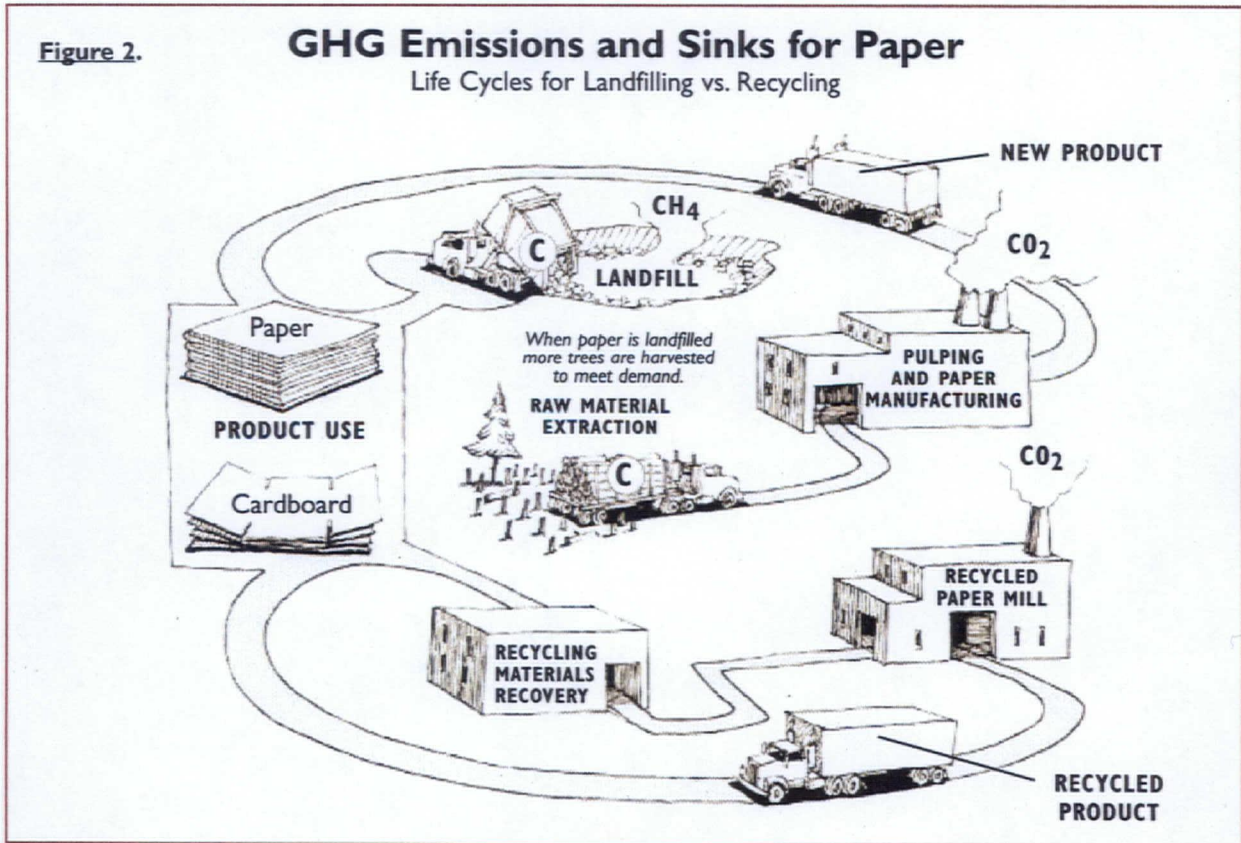 Figure 2.
GHG Emissions and Sinks for Paper
Life Cycles for Landfilling vs. Recycling
NEW PRODUCT
CH4
CO2
C
LANDFILL
Paper
When paper is landfilled
more trees are harvested
to meet demand.
PULPING
AND PAPER
MANUFACTURING
RAW MATERIAL
EXTRACTION
PRODUCT USE
C
CO2
Cardboard
RECYCLED
PAPER MILL
RECYCLING
MATERIALS
RECOVERY
RECYCLED
PRODUCT